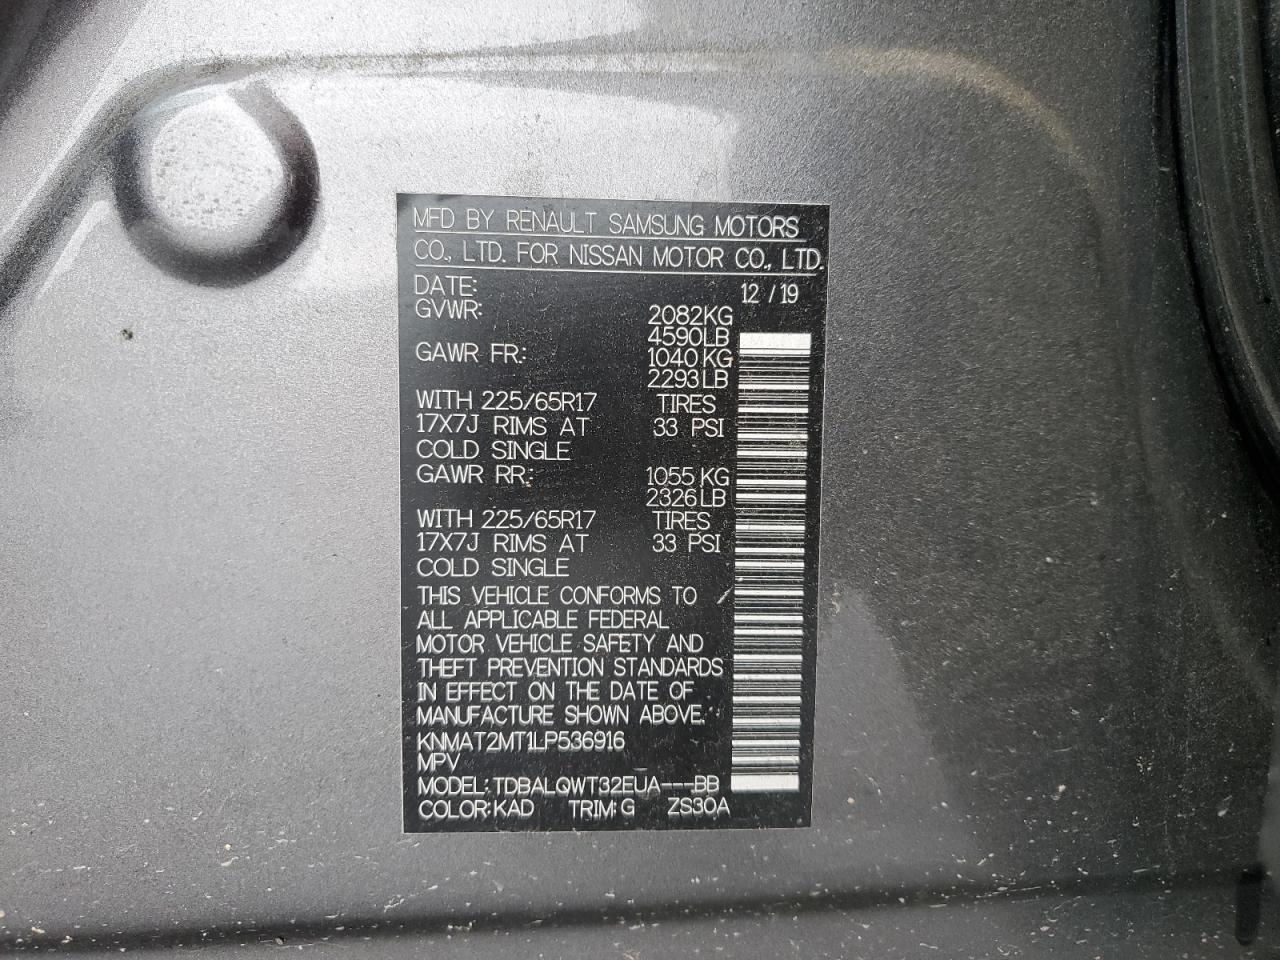 MFD BY RENAULT SAMSUNG MOTORS
CO., LTD. FOR NISSAN MOTOR CO., LTD.
DATE: 12 / 19
GVWR: 2082KG
4590LB
GAWR FR.: 1040 KG
2293 LB
WITH 225/65R17 TIRES
17X7J RIMS AT 33 PSI
COLD SINGLE
GAWR RR.: 1055 KG
2326 LB
WITH 225/65R17 TIRES
17X7J RIMS AT 33 PSI
COLD SINGLE
THIS VEHICLE CONFORMS TO
ALL APPLICABLE FEDERAL
MOTOR VEHICLE SAFETY AND
THEFT PREVENTION STANDARDS
IN EFFECT ON THE DATE OF
MANUFACTURE SHOWN ABOVE.
KNMAT2MT1LP536916
MPV
MODEL: TDBALQWT32EUA---BB
COLOR: KAD TRIM: G ZS30A